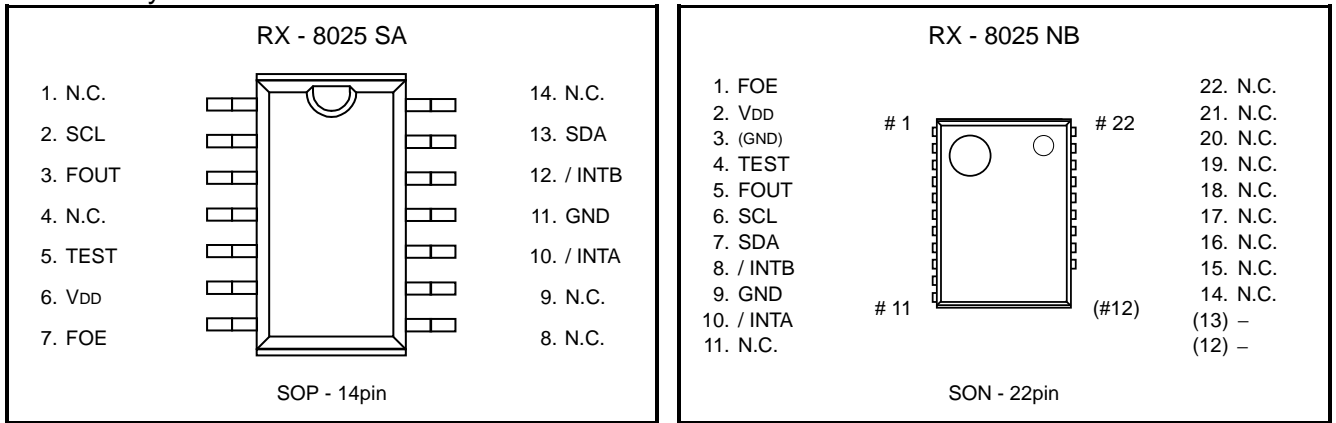 RX - 8025 SA
1. N.C.
2. SCL
3. FOUT
4. N.C.
5. TEST
6. VDD
7. FOE
14. N.C.
13. SDA
12. / INTB
11. GND
10. / INTA
9. N.C.
8. N.C.
SOP - 14pin
RX - 8025 NB
1. FOE
2. VDD
3. (GND)
4. TEST
5. FOUT
6. SCL
7. SDA
8. / INTB
9. GND
10. / INTA
11. N.C.
# 1
# 22
# 11
(#12)
22. N.C.
21. N.C.
20. N.C.
19. N.C.
18. N.C.
17. N.C.
16. N.C.
15. N.C.
14. N.C.
(13) –
(12) –
SON - 22pin